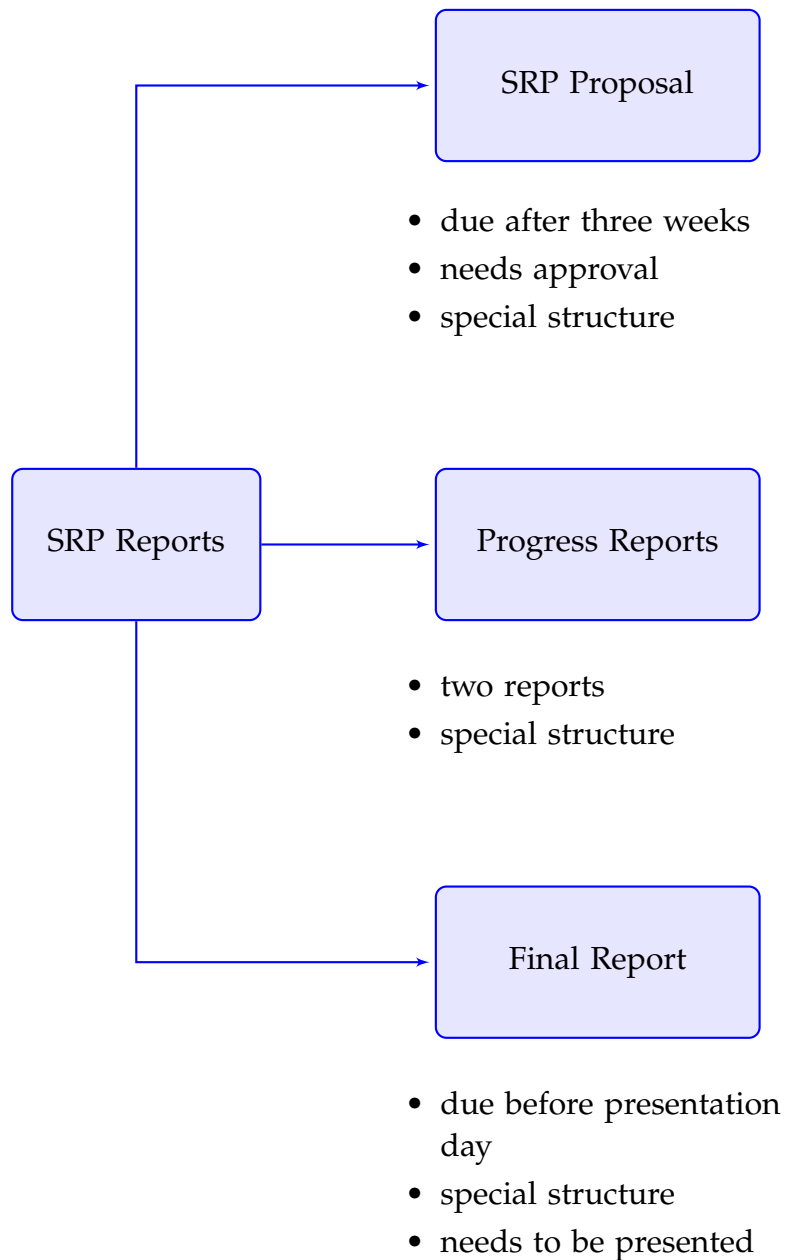 SRP Proposal
• due after three weeks
• needs approval
• special structure
SRP Reports
Progress Reports
• two reports
• special structure
Final Report
• due before presentation
day
• special structure
• needs to be presented